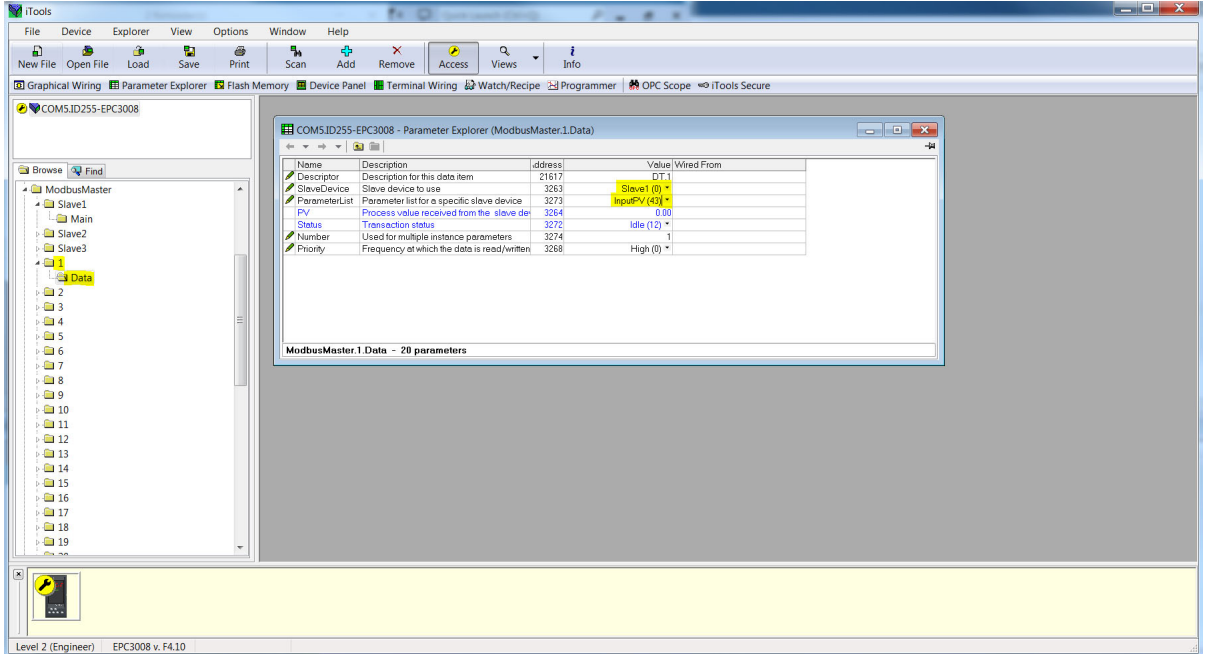 iTools
File Device Explorer View Options Window Help
New File Open File Load Save Print Scan Add Remove Access Views Info
Graphical Wiring Parameter Explorer Flash Memory Device Panel Terminal Wiring Watch/Recipe Programmer OPC Scope iTools Secure
COM5.ID255-EPC3008
Browse Find
ModbusMaster
Slave1
Main
Slave2
Slave3
1
Data
2
3
4
5
6
7
8
9
10
11
12
13
14
15
16
17
18
19
COM5.ID255-EPC3008 - Parameter Explorer (ModbusMaster.1.Data)
Name Description ddress Value Wired From
Descriptor Description for this data item 21617 DT.1
SlaveDevice Slave device to use 3263 Slave1 (0)
ParameterList Parameter list for a specific slave device 3273 InputPV (43)
PV Process value received from the slave de 3264 0.00
Status Transaction status 3272 Idle (12)
Number Used for multiple instance parameters 3274 1
Priority Frequency at which the data is read/written 3268 High (0)
ModbusMaster.1.Data - 20 parameters
Level 2 (Engineer) EPC3008 v. F4.10